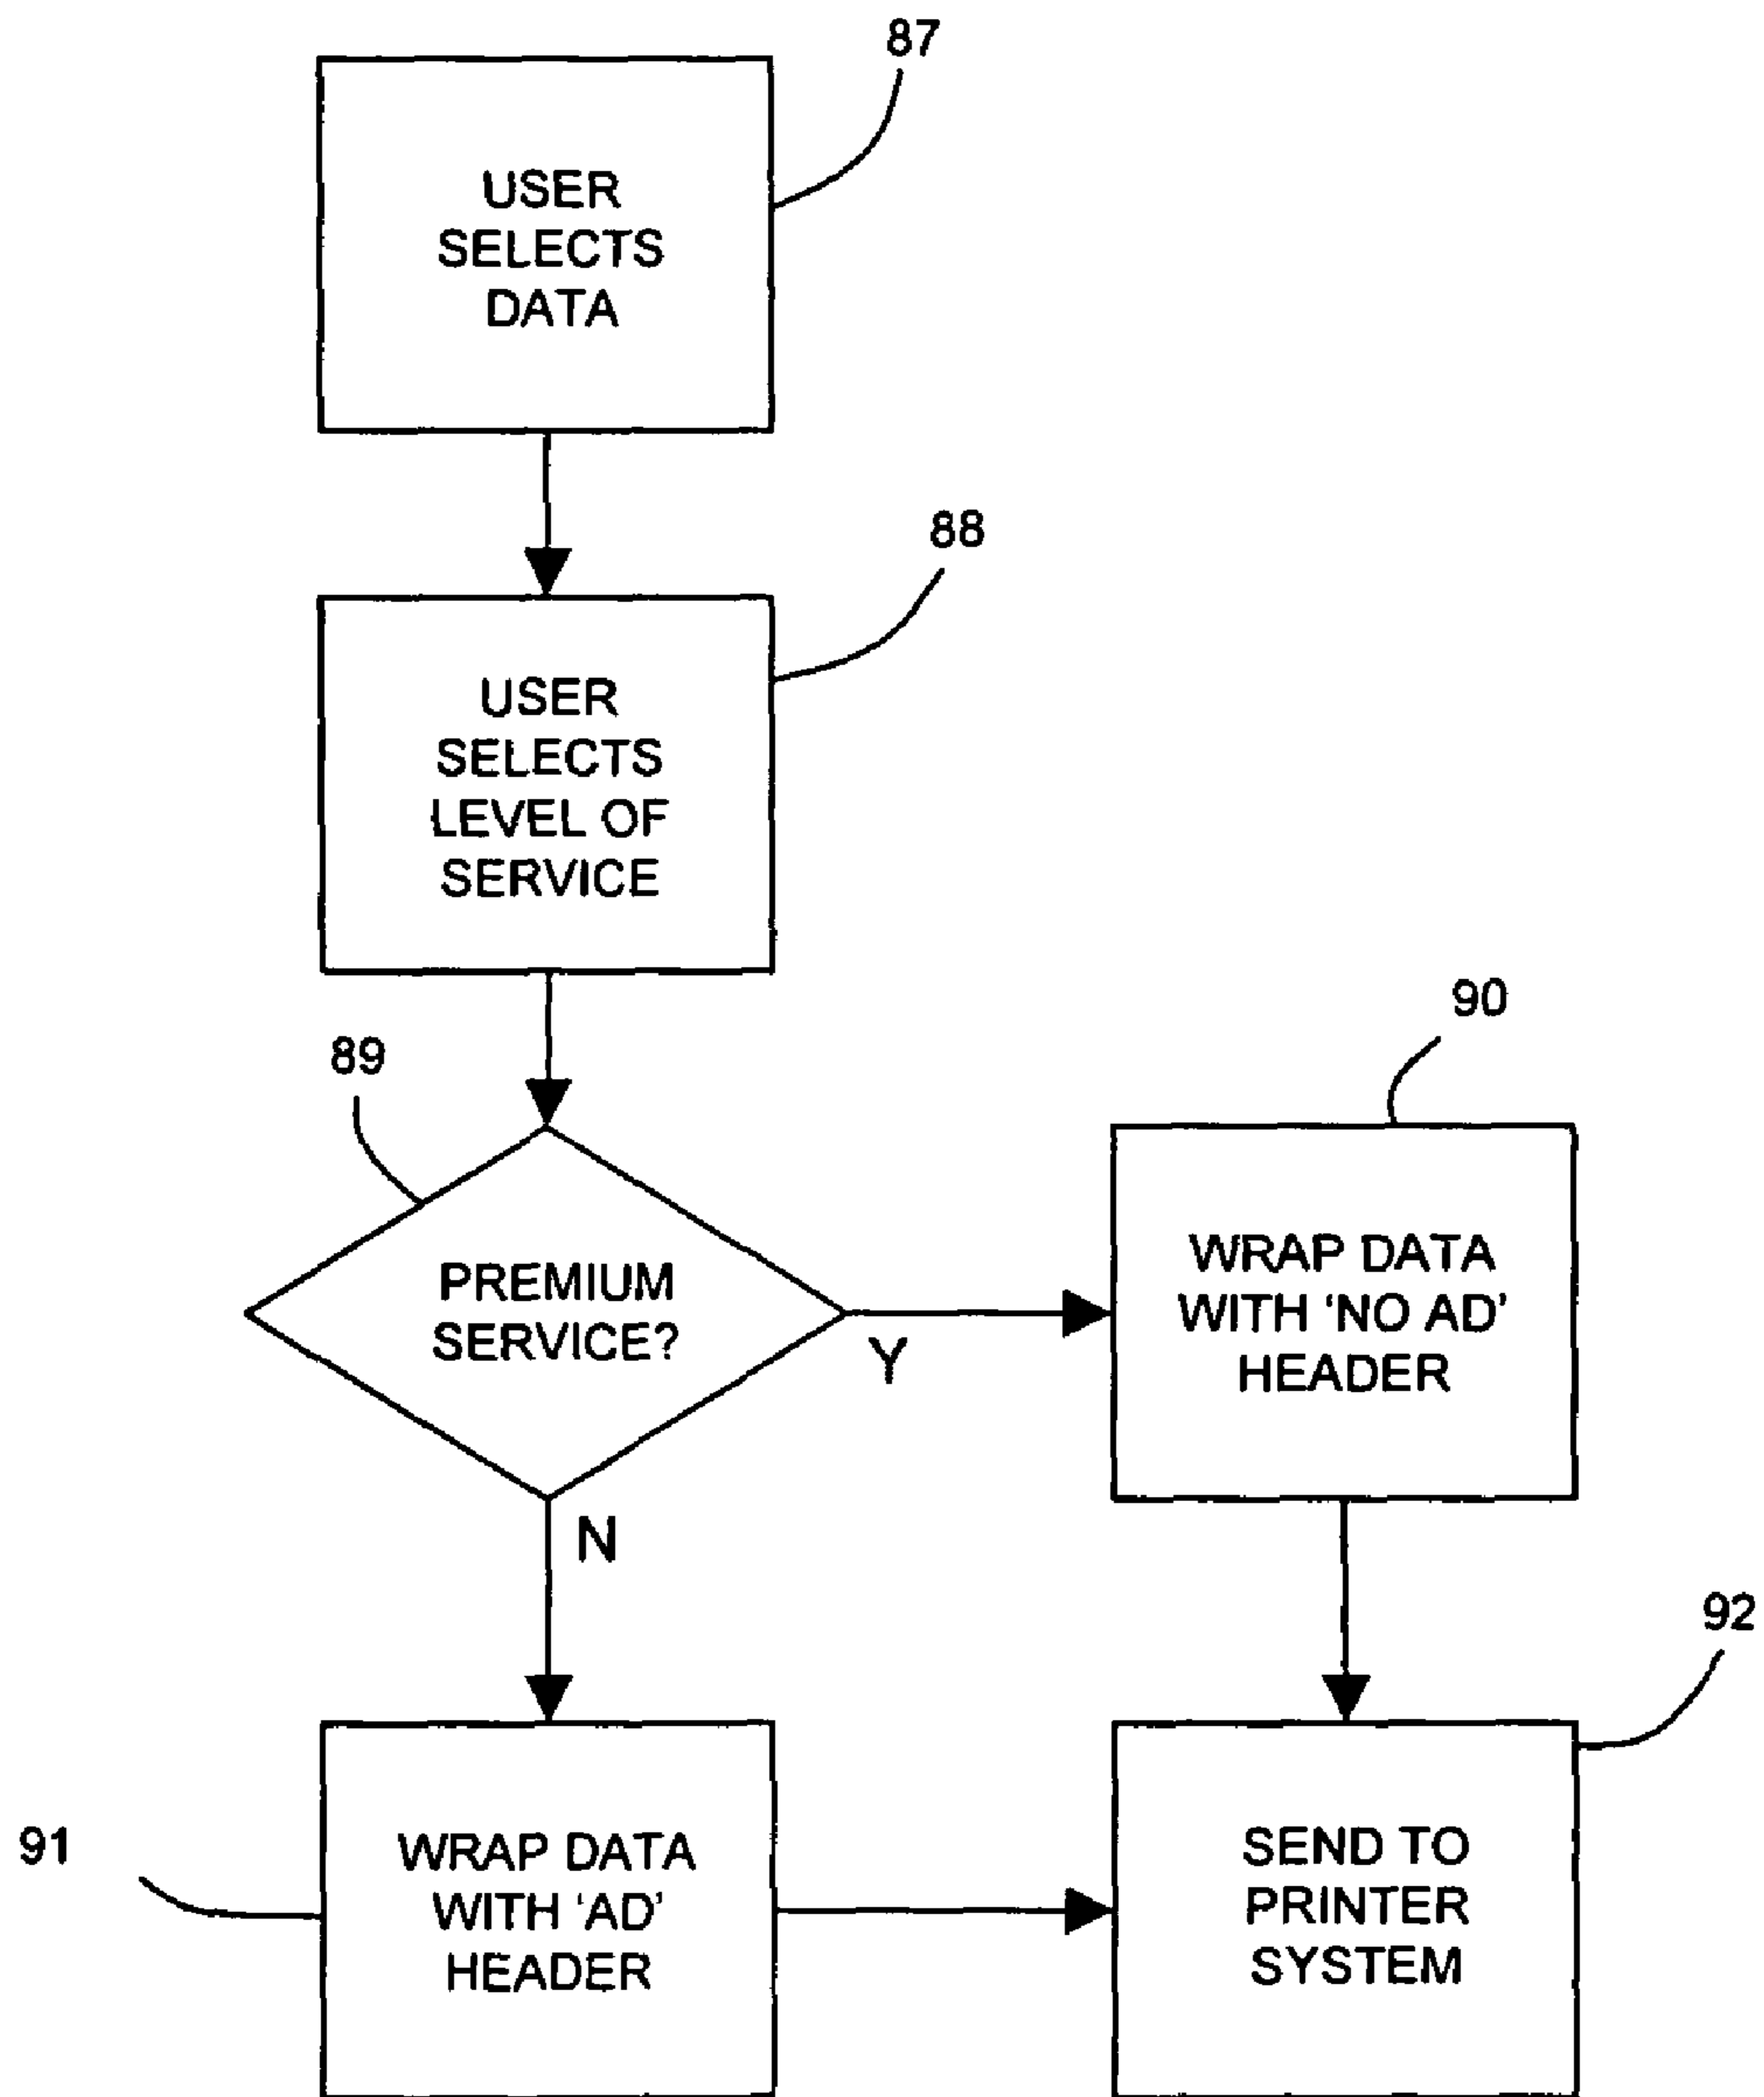 87
USER
SELECTS
DATA
88
USER
SELECTS
LEVEL OF
SERVICE
89
PREMIUM
SERVICE?
Y
N
90
WRAP DATA
WITH ‘NO AD’
HEADER
91
WRAP DATA
WITH ‘AD’
HEADER
92
SEND TO
PRINTER
SYSTEM